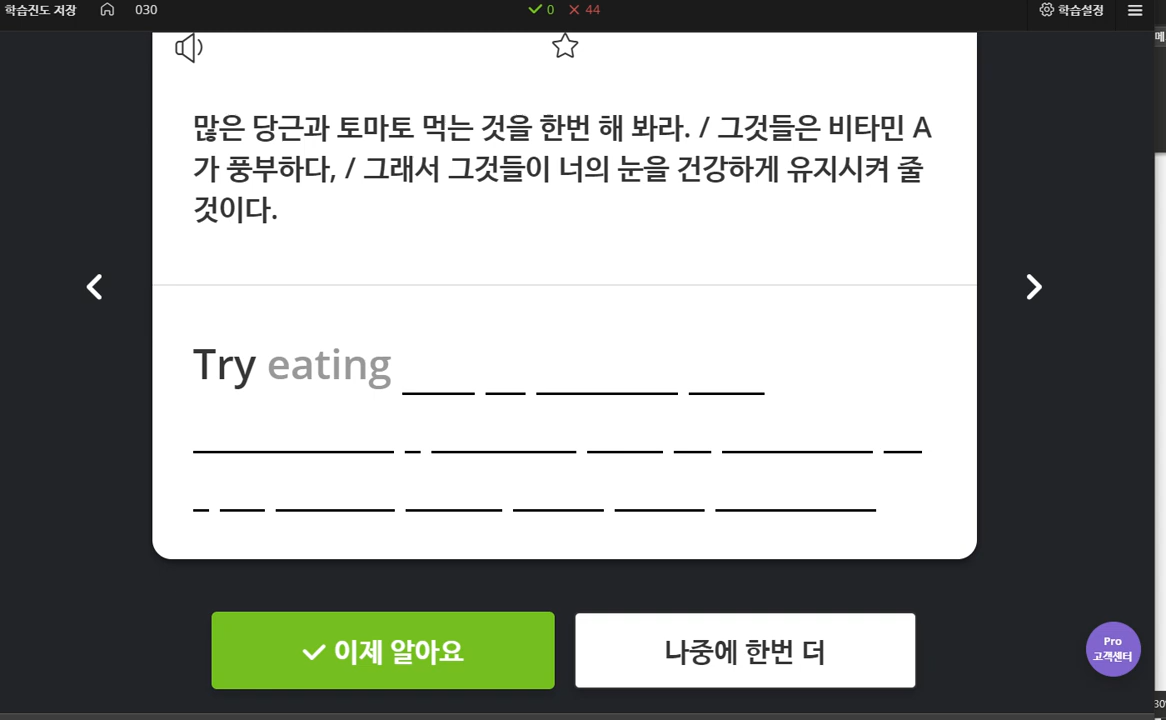 학습진도 저장 030 0 44 학습설정
메
많은 당근과 토마토 먹는 것을 한번 해 봐라. / 그것들은 비타민 A
가 풍부하다, / 그래서 그것들이 너의 눈을 건강하게 유지시켜 줄
것이다.
Try eating
이제 알아요 나중에 한번 더
Pro
고객센터